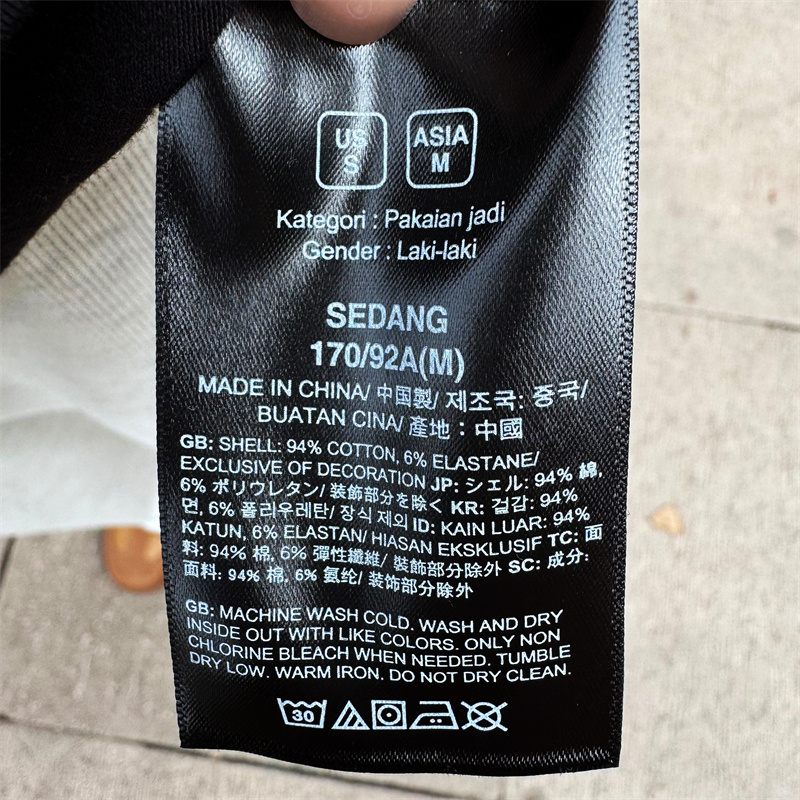 US ASIA
S M
Kategori : Pakaian jadi
Gender : Laki-laki
SEDANG
170/92A(M)
MADE IN CHINA/ 中国製/ 제조국: 중국/
BUATAN CINA/ 產地：中國
GB: SHELL: 94% COTTON, 6% ELASTANE/
EXCLUSIVE OF DECORATION JP: シェル: 94% 綿,
6% ポリウレタン/ 装飾部分を除く KR: 겉감: 94%
면, 6% 폴리우레탄/ 장식 제외 ID: KAIN LUAR: 94%
KATUN, 6% ELASTAN/ HIASAN EKSKLUSIF TC: 面
料: 94% 棉, 6% 彈性纖維/ 裝飾部分除外 SC: 成分:
面料: 94% 棉, 6% 氨纶/ 装饰部分除外
GB: MACHINE WASH COLD. WASH AND DRY
INSIDE OUT WITH LIKE COLORS. ONLY NON
CHLORINE BLEACH WHEN NEEDED. TUMBLE
DRY LOW. WARM IRON. DO NOT DRY CLEAN.
30